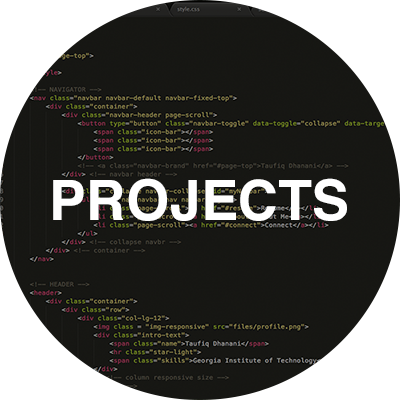 style.css
ge-top">
style>
<!-- NAVIGATOR -->
<nav class="navbar navbar-default navbar-fixed-top">
<div class="container">
<div class="navbar-header page-scroll">
<button type="button" class="navbar-toggle" data-toggle="collapse" data-targe
<span class="icon-bar"></span>
<span class="icon-bar"></span>
<span class="icon-bar"></span>
</button>
<!-- <a class="navbar-brand" href="#page-top">Taufiq Dhanani</a> -->
</div> <!-- navbar header -->
PROJECTS
<li class="page-scroll"><a href="#connect">Connect</a></li>
</ul>
</div> <!-- collapse navbr -->
</div> <!-- container -->
</nav>
<!-- HEADER -->
<header>
<div class="container">
<div class="row">
<div class="col-lg-12">
<img class = "img-responsive" src="files/profile.png">
<div class="intro-text">
<span class="name">Taufiq Dhanani</span>
<hr class="star-light">
<span class="skills">Georgia Institute of Technology
</div>
<!-- column responsive size -->